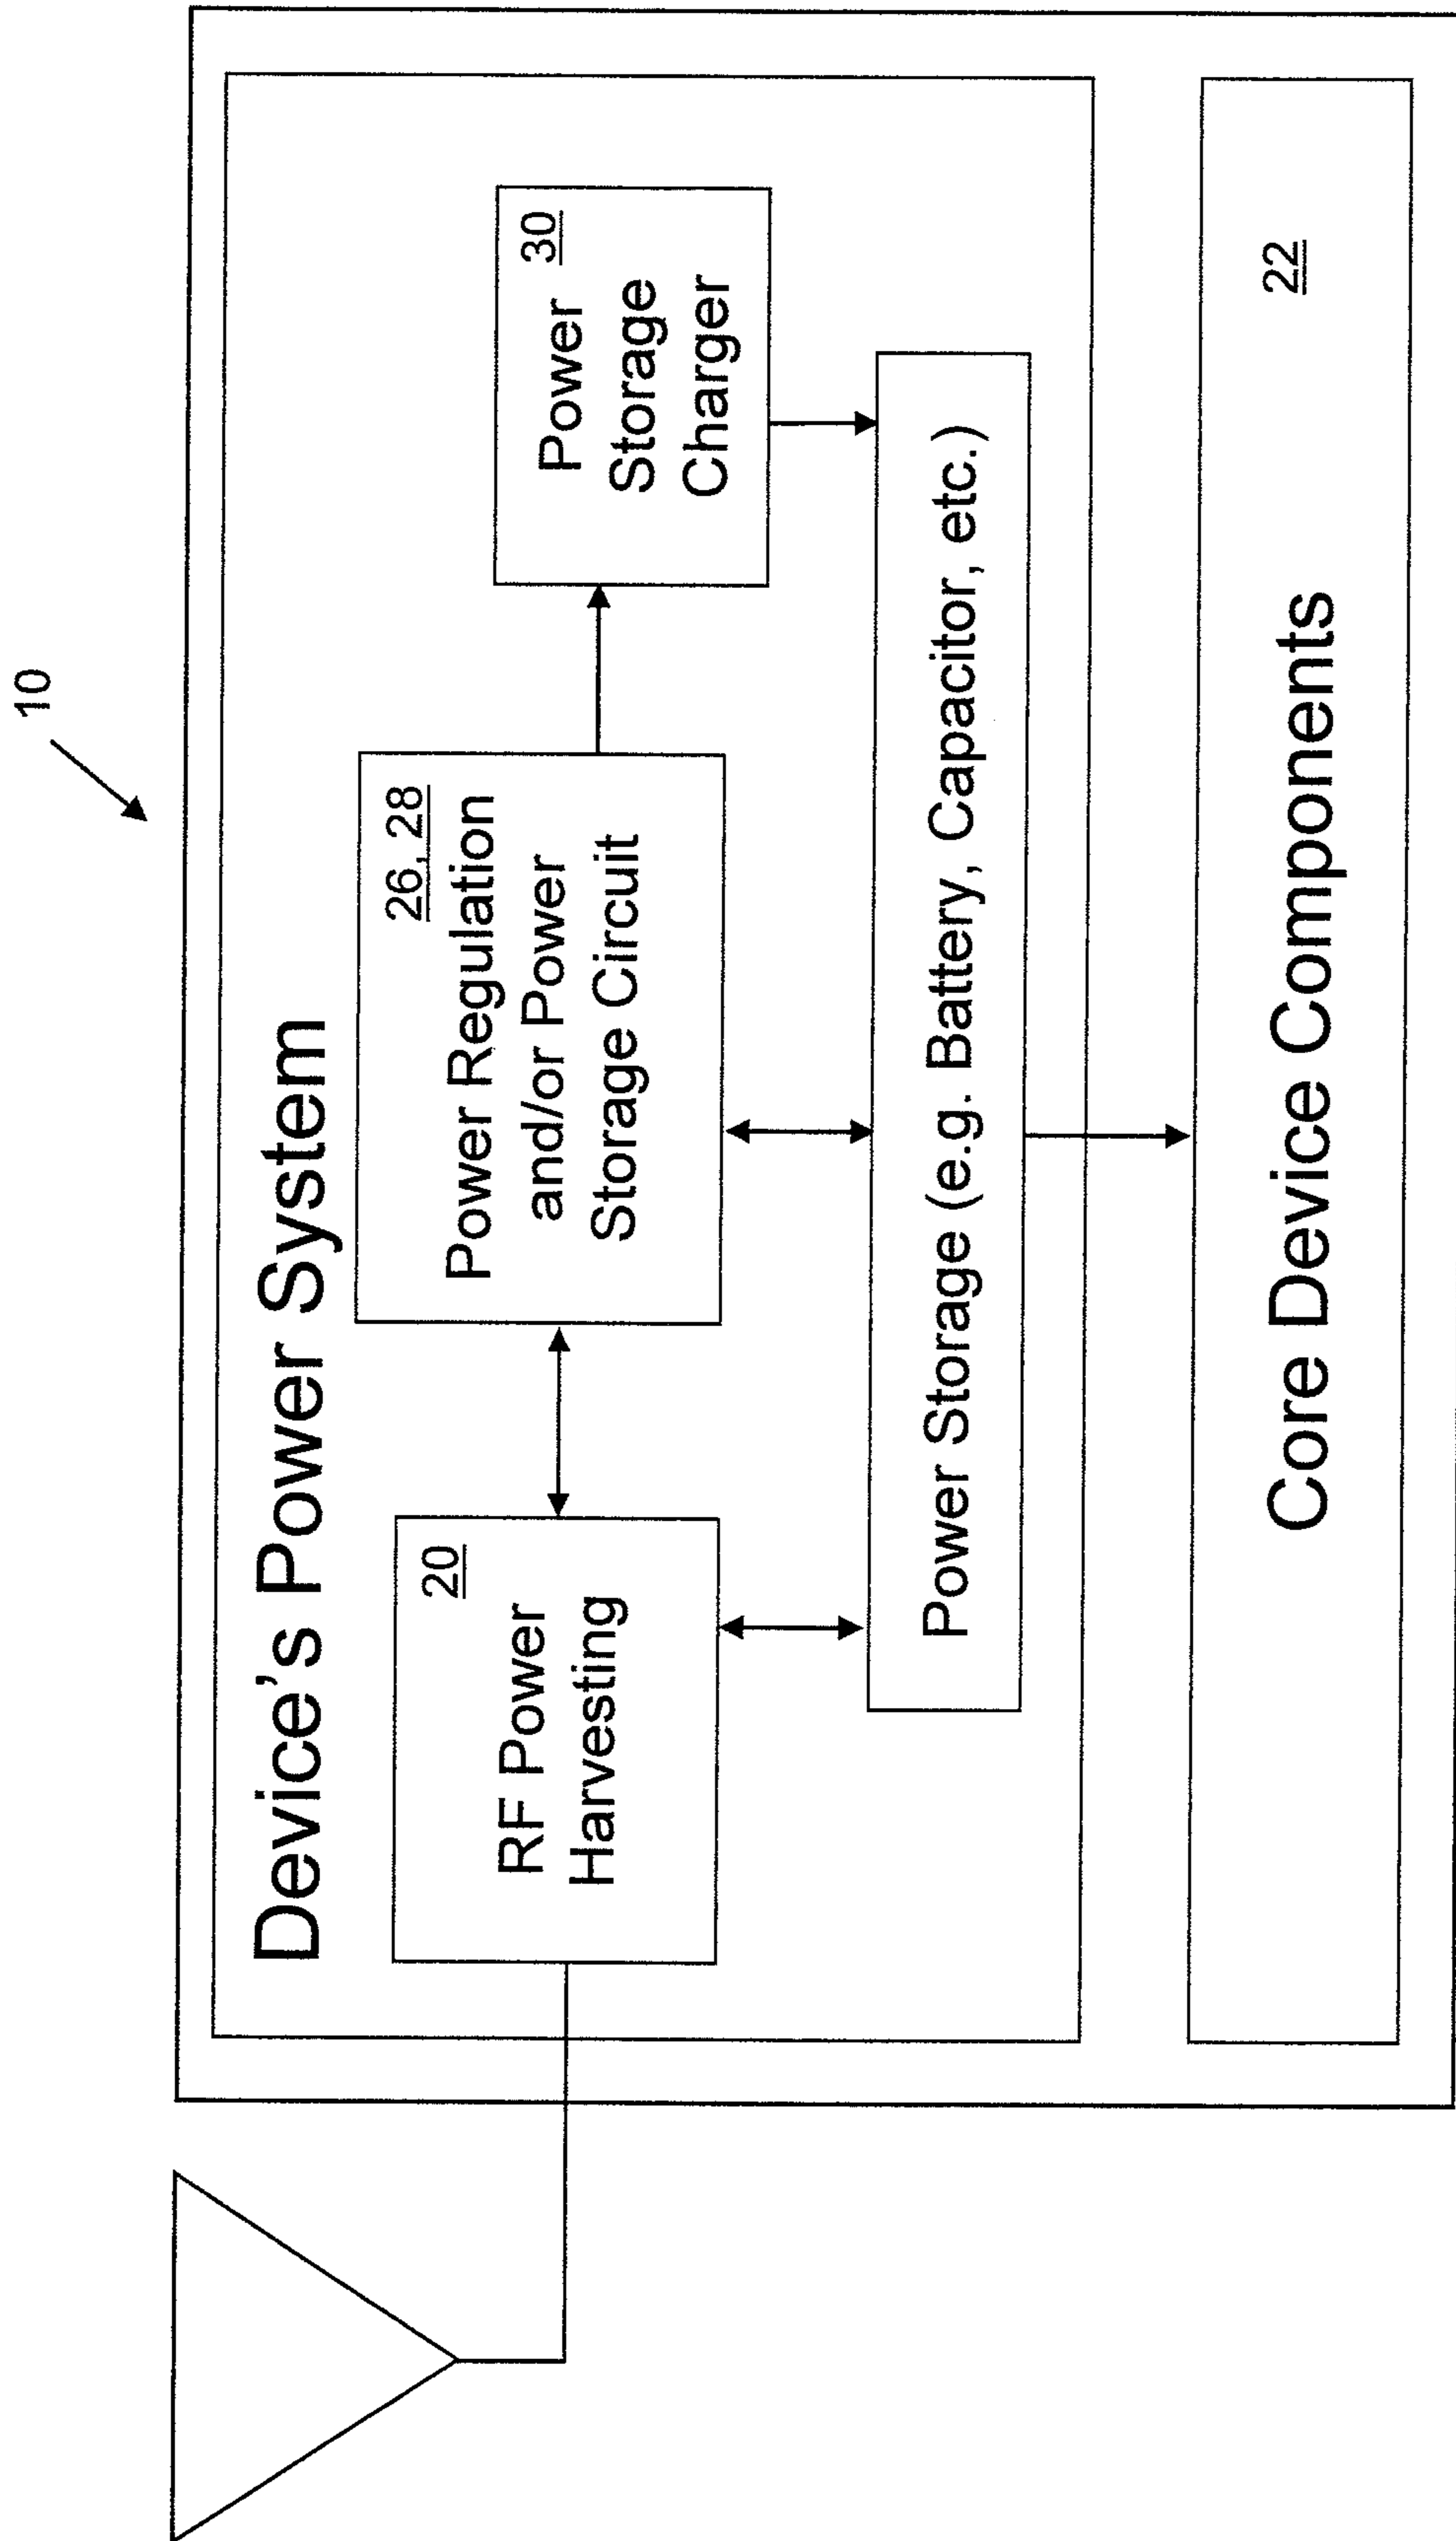 10
Device's Power System
20
RF Power
Harvesting
26, 28
Power Regulation
and/or Power
Storage Circuit
30
Power
Storage
Charger
Power Storage (e.g. Battery, Capacitor, etc.)
22
Core Device Components